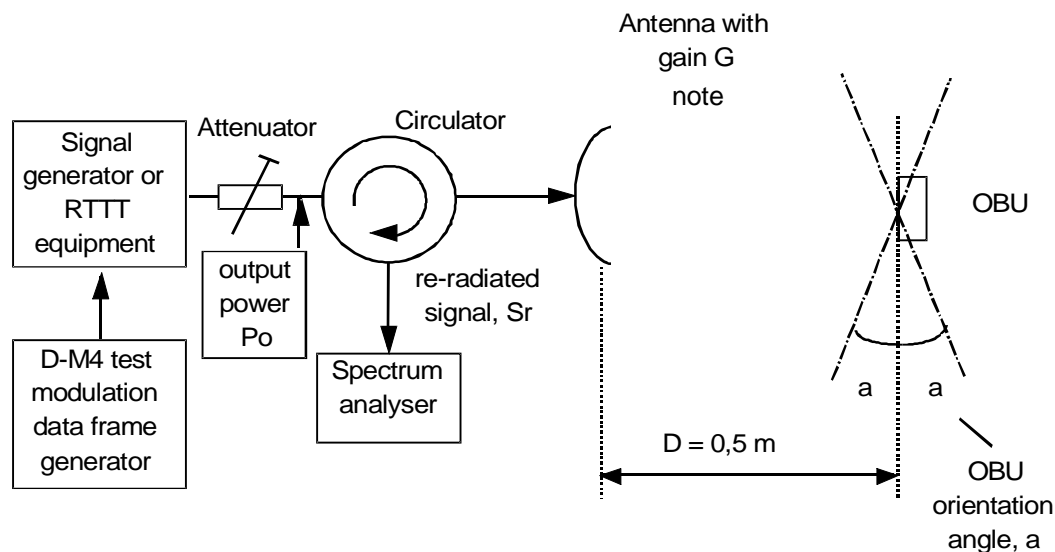 Antenna with
gain G
note
Attenuator
Circulator
Signal
generator or
RTTT
equipment
OBU
output
power
Po
re-radiated
signal, Sr
D-M4 test
modulation
data frame
generator
Spectrum
analyser
a
a
D = 0,5 m
OBU
orientation
angle, a